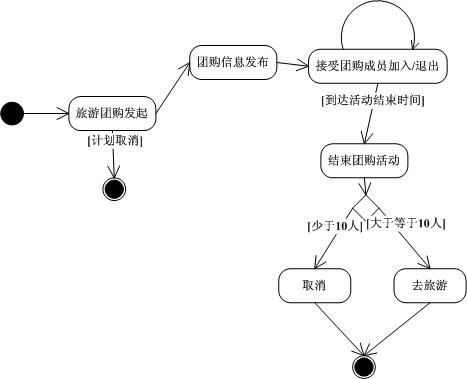 团购信息发布
接受团购成员加入/退出
[到达活动结束时间]
旅游团购发起
[计划取消]
结束团购活动
[少于10人]
[大于等于10人]
取消
去旅游